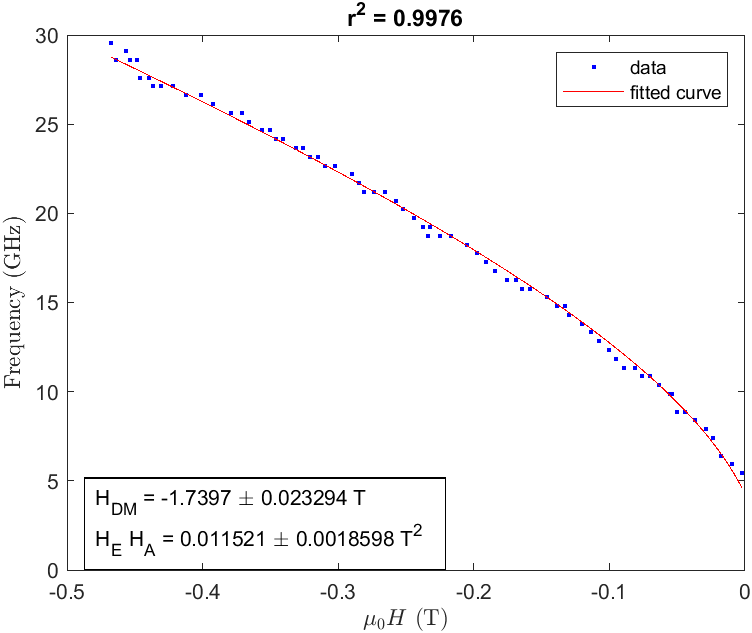 r² = 0.9976
30
25
20
15
10
5
0
Frequency (GHz)
data
fitted curve
H_DM = -1.7397 ± 0.023294 T
H_E H_A = 0.011521 ± 0.0018598 T²
-0.5 -0.4 -0.3 -0.2 -0.1 0
μ₀H (T)